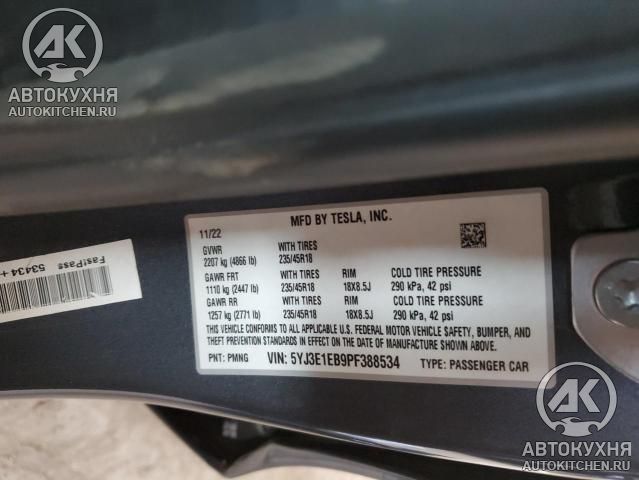 AK
АВТОКУХНЯ
AUTOKITCHEN.RU
MFD BY TESLA, INC.
11/22
GVWR WITH TIRES
2207 kg (4866 lb) 235/45R18
GAWR FRT WITH TIRES RIM COLD TIRE PRESSURE
1110 kg (2447 lb) 235/45R18 18X8.5J 290 kPa, 42 psi
GAWR RR WITH TIRES RIM COLD TIRE PRESSURE
1257 kg (2771 lb) 235/45R18 18X8.5J 290 kPa, 42 psi
THIS VEHICLE CONFORMS TO ALL APPLICABLE U.S. FEDERAL MOTOR VEHICLE SAFETY, BUMPER, AND
THEFT PREVENTION STANDARDS IN EFFECT ON THE DATE OF MANUFACTURE SHOWN ABOVE.
PNT: PMNG VIN: 5YJ3E1EB9PF388534 TYPE: PASSENGER CAR
FastPass 53434
AK
АВТОКУХНЯ
AUTOKITCHEN.RU